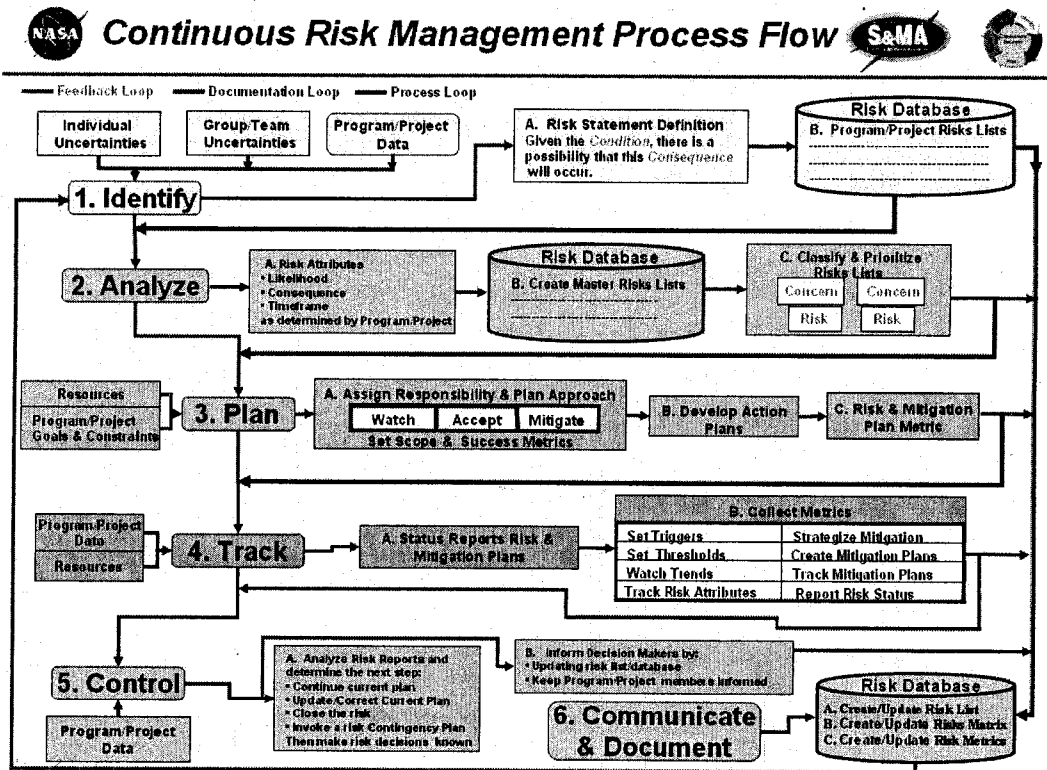 NASA
Continuous Risk Management Process Flow
S&MA
Feedback Loop
Documentation Loop
Process Loop
Individual
Uncertainties
Group/Team
Uncertainties
Program/Project
Data
A. Risk Statement Definition
Given the Condition, there is a
possibility that this Consequence
will occur.
Risk Database
B. Program/Project Risks Lists
1. Identify
2. Analyze
A. Risk Attributes
• Likelihood
• Consequence
• Timeframe
as determined by Program/Project
Risk Database
B. Create Master Risks Lists
C. Classify & Prioritize
Risks Lists
Concern
Concern
Risk
Risk
Resources
Program/Project
Goals & Constraints
3. Plan
A. Assign Responsibility & Plan Approach
Watch
Accept
Mitigate
Set Scope & Success Metrics
B. Develop Action
Plans
C. Risk & Mitigation
Plan Metric
Program/Project
Data
Resources
4. Track
A. Status Reports Risk &
Mitigation Plans
B. Collect Metrics
Set Triggers
Strategize Mitigation
Set Thresholds
Create Mitigation Plans
Watch Trends
Track Mitigation Plans
Track Risk Attributes
Report Risk Status
5. Control
Program/Project
Data
A. Analyze Risk Reports and
determine the next step:
• Continue current plan
• Update/Correct Current Plan
• Close the risk
• Invoke a risk Contingency Plan
Then make risk decisions known
B. Inform Decision Makers by:
• Updating risk list/database
• Keep Program/Project members informed
6. Communicate
& Document
Risk Database
A. Create/Update Risk List
B. Create/Update Risks Matrix
C. Create/Update Risk Metrics